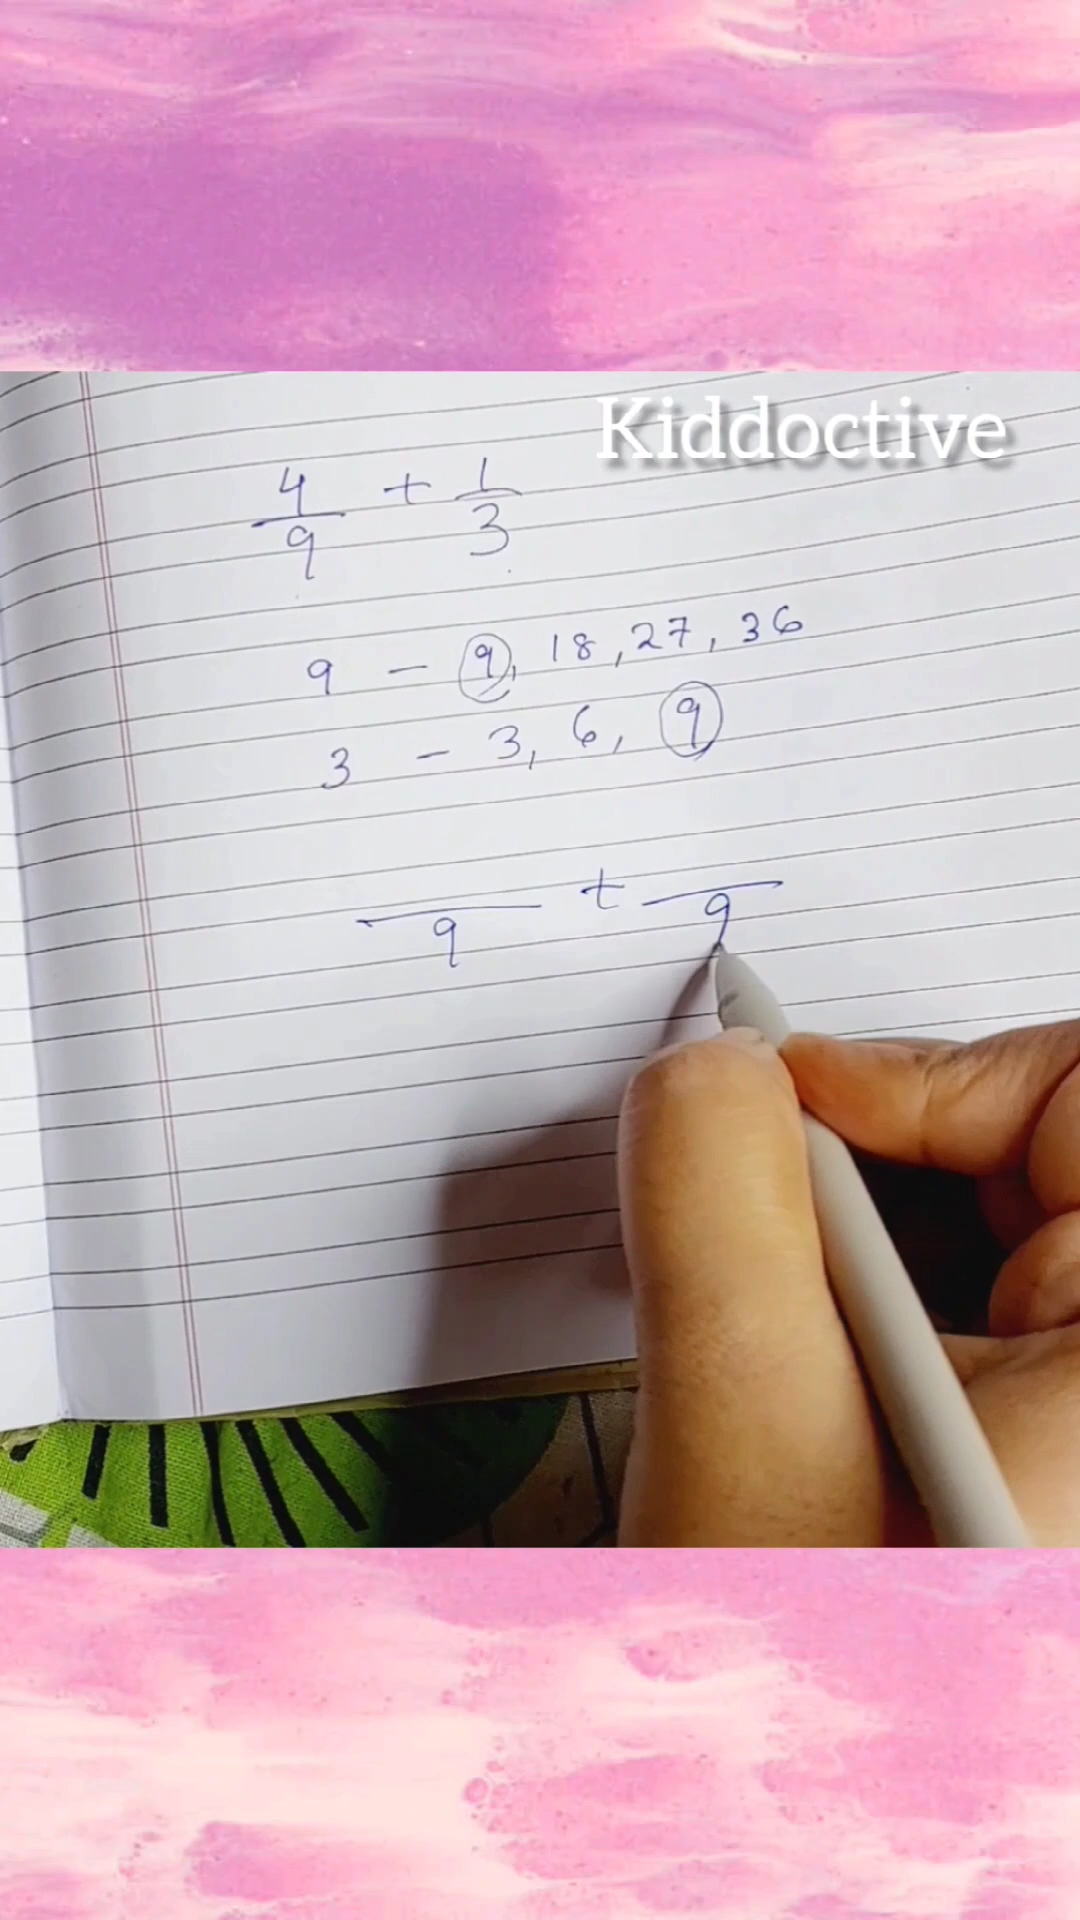 Kiddoctive
4/9 + 1/3
9 - 9, 18, 27, 36
3 - 3, 6, 9
/9 + /9